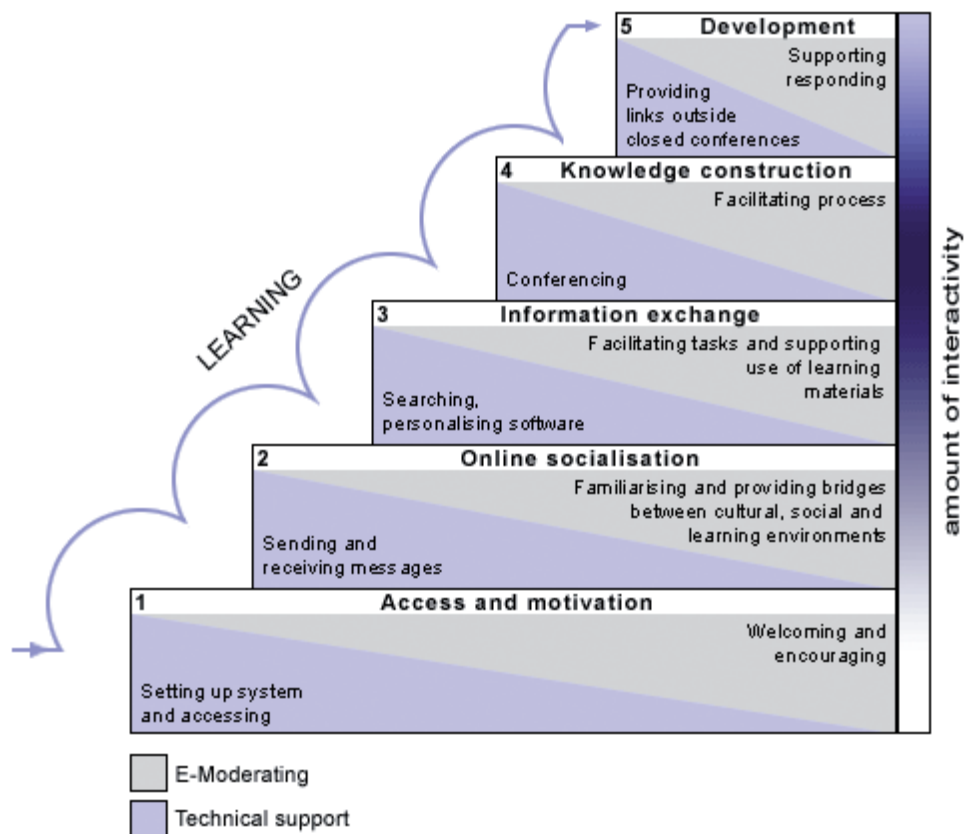 5 Development
Supporting
responding
Providing
links outside
closed conferences
4 Knowledge construction
Facilitating process
Conferencing
3 Information exchange
Facilitating tasks and supporting
use of learning
materials
Searching,
personalising software
2 Online socialisation
Familiarising and providing bridges
between cultural, social and
learning environments
Sending and
receiving messages
1 Access and motivation
Welcoming and
encouraging
Setting up system
and accessing
LEARNING
amount of interactivity
E-Moderating
Technical support